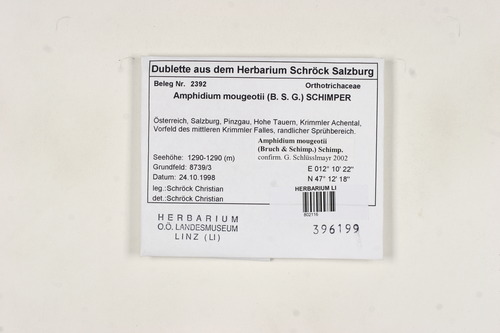 Dublette aus dem Herbarium Schröck Salzburg
Beleg Nr. 2392 Orthotrichaceae
Amphidium mougeotii (B. S. G.) SCHIMPER
Österreich, Salzburg, Pinzgau, Hohe Tauern, Krimmler Achental,
Vorfeld des mittleren Krimmler Falles, randlicher Sprühbereich.
Amphidium mougeotii
(Bruch & Schimp.) Schimp.
confirm. G. Schlüsslmayr 2002
Seehöhe: 1290-1290 (m)
Grundfeld: 8739/3 E 012° 10' 22"
Datum: 24.10.1998 N 47° 12' 18"
leg.:Schröck Christian
det.:Schröck Christian
HERBARIUM LI
802116
HERBARIUM
O.Ö. LANDESMUSEUM
LINZ (LI)
396199